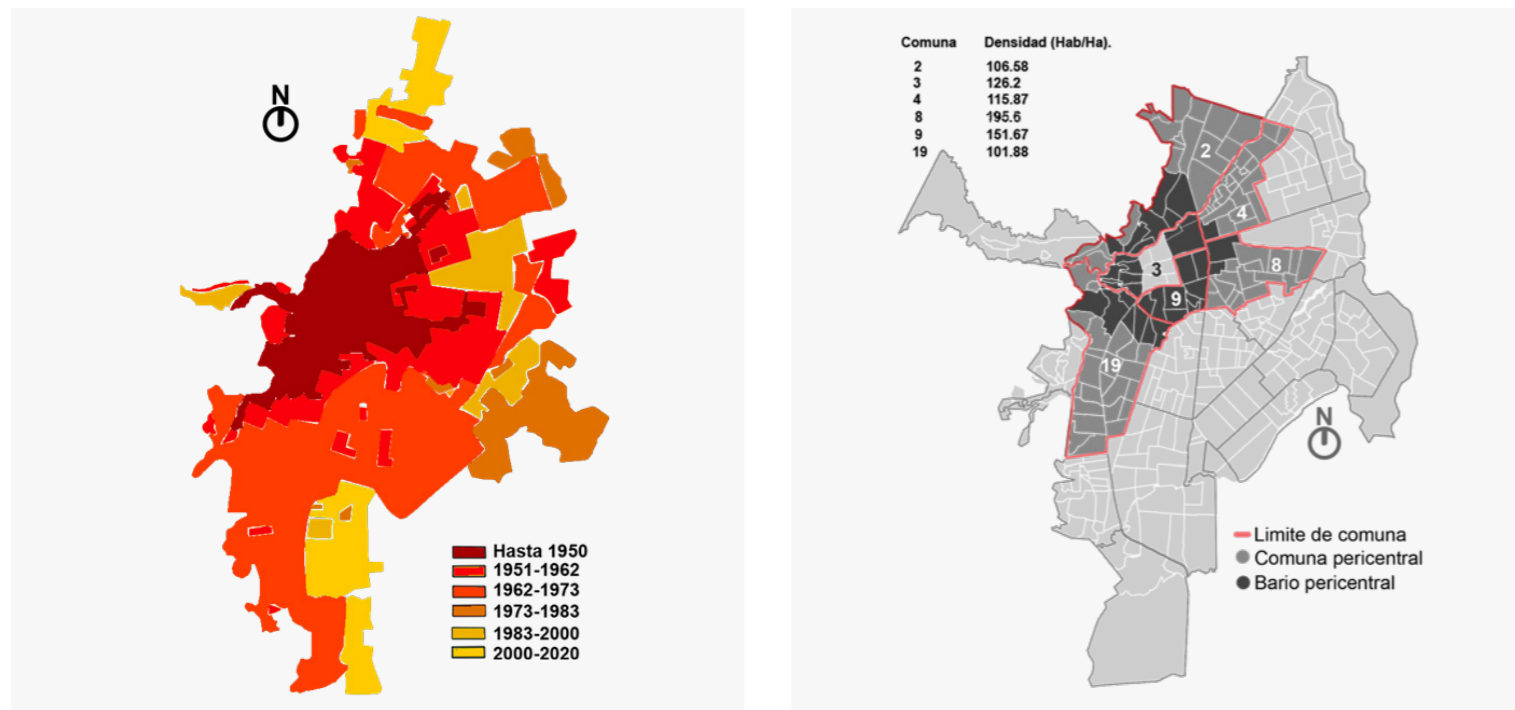 N
Hasta 1950
1951-1962
1962-1973
1973-1983
1983-2000
2000-2020
Comuna Densidad (Hab/Ha).
2 106.58
3 126.2
4 115.87
8 195.6
9 151.67
19 101.88
2
4
3
8
9
19
N
Limite de comuna
Comuna pericentral
Bario pericentral